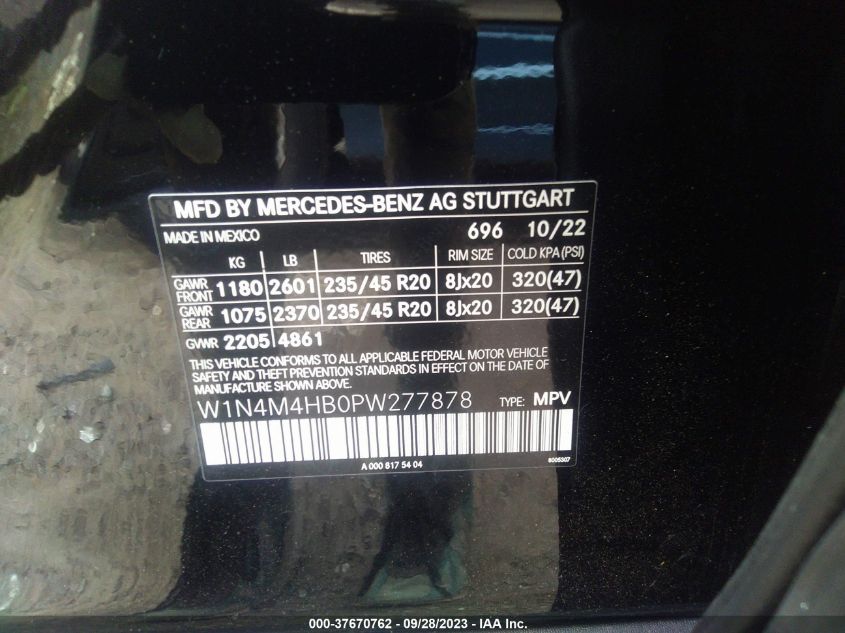 MFD BY MERCEDES-BENZ AG STUTTGART
MADE IN MEXICO 696 10/22
KG LB TIRES RIM SIZE COLD KPA (PSI)
GAWR FRONT 1180 2601 235/45 R20 8Jx20 320(47)
GAWR REAR 1075 2370 235/45 R20 8Jx20 320(47)
GVWR 2205 4861
THIS VEHICLE CONFORMS TO ALL APPLICABLE FEDERAL MOTOR VEHICLE
SAFETY AND THEFT PREVENTION STANDARDS IN EFFECT ON THE DATE OF
W1N4M4HB0PW277878 TYPE: MPV
A 000 817 54 04 8005307
000-37670762 / 09/28/2023 - IAA Inc.